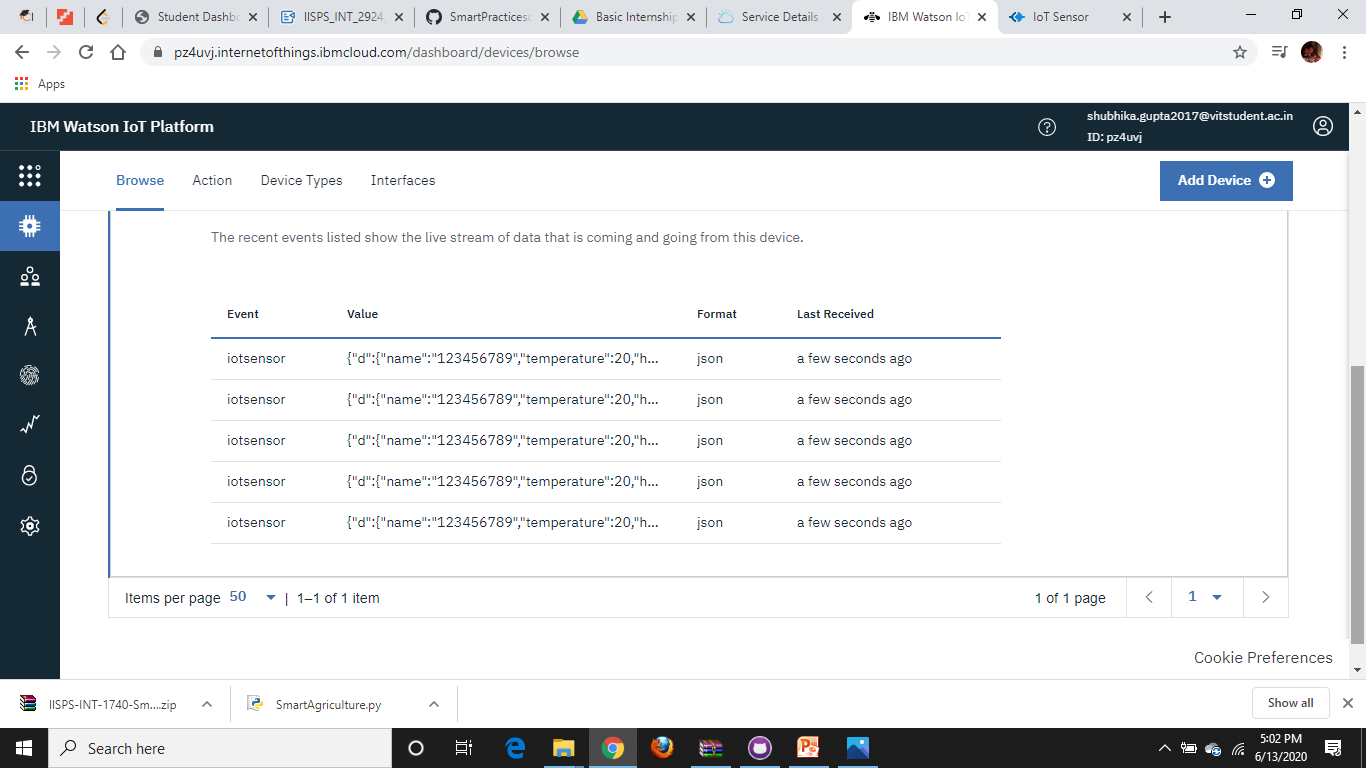 Student Dashb
IISPS_INT_2924
SmartPractices
Basic Internship
Service Details
IBM Watson Io
IoT Sensor
pz4uvj.internetofthings.ibmcloud.com/dashboard/devices/browse
Apps
IBM Watson IoT Platform
shubhika.gupta2017@vitstudent.ac.in
ID: pz4uvj
Browse Action Device Types Interfaces
Add Device
The recent events listed show the live stream of data that is coming and going from this device.
Event Value Format Last Received
iotsensor {"d":{"name":"123456789","temperature":20,"h... json a few seconds ago
iotsensor {"d":{"name":"123456789","temperature":20,"h... json a few seconds ago
iotsensor {"d":{"name":"123456789","temperature":20,"h... json a few seconds ago
iotsensor {"d":{"name":"123456789","temperature":20,"h... json a few seconds ago
iotsensor {"d":{"name":"123456789","temperature":20,"h... json a few seconds ago
Items per page 50 | 1–1 of 1 item 1 of 1 page 1
Cookie Preferences
IISPS-INT-1740-Sm....zip SmartAgriculture.py Show all
Search here
5:02 PM
6/13/2020